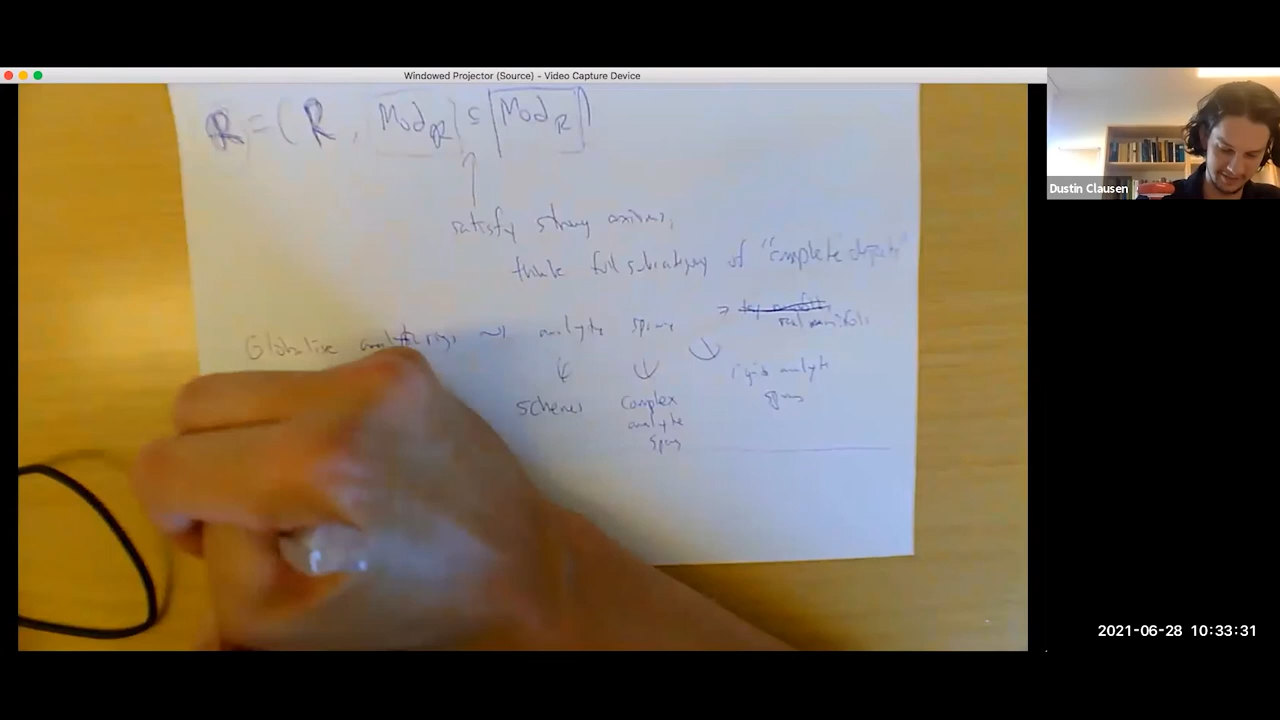 Windowed Projector (Source) - Video Capture Device
R = ( R , Mod_R ⊆ Mod_R )
satisfy strong axioms,
think full subcategory of "complete objects"
Dustin Clausen
Globalise analytic rings ⇝ analytic spaces ⊃ real manifolds
schemes complex analytic spaces
rigid analytic spaces
2021-06-28 10:33:31